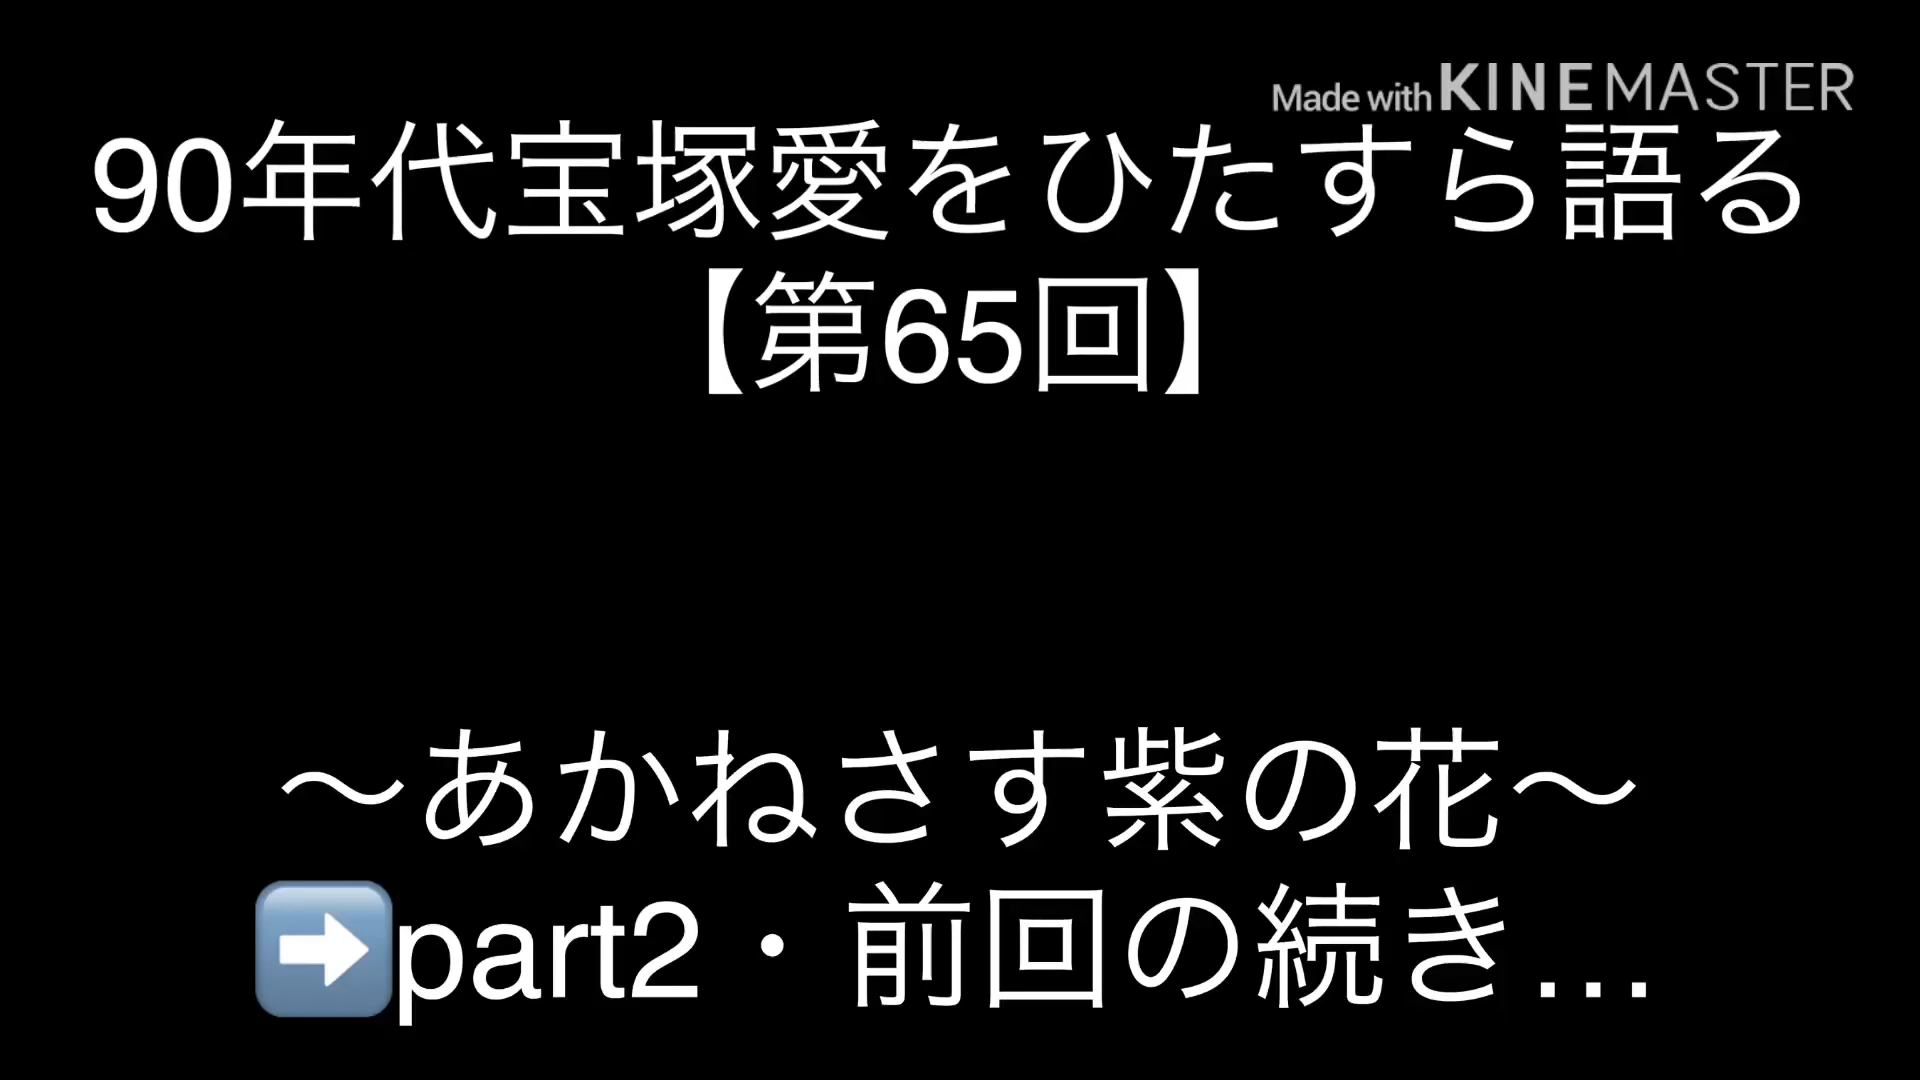 Made with KINEMASTER
90年代宝塚愛をひたすら語る
【第65回】
〜あかねさす紫の花〜
➡️part2・前回の続き...